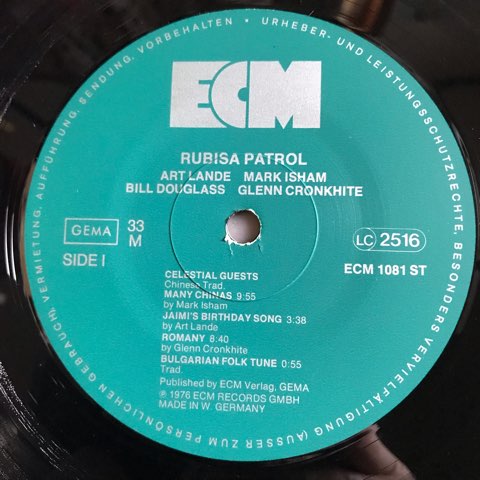 URHEBER- UND LEISTUNGSSCHUTZRECHTE, BESONDERS VERVIELFÄLTIGUNG (AUSSER ZUM PERSÖNLICHEN GEBRAUCH), VERMIETUNG, AUFFÜHRUNG, SENDUNG, VORBEHALTEN •
ECM
RUBISA PATROL
ART LANDE MARK ISHAM
BILL DOUGLASS GLENN CRONKHITE
GEMA 33 M
LC 2516
SIDE I
ECM 1081 ST
CELESTIAL GUESTS
Chinese Trad.
MANY CHINAS 9:55
by Mark Isham
JAIMI'S BIRTHDAY SONG 3:38
by Art Lande
ROMANY 8:40
by Glenn Cronkhite
BULGARIAN FOLK TUNE 0:55
Trad.
Published by ECM Verlag, GEMA
℗ 1976 ECM RECORDS GMBH
MADE IN W. GERMANY